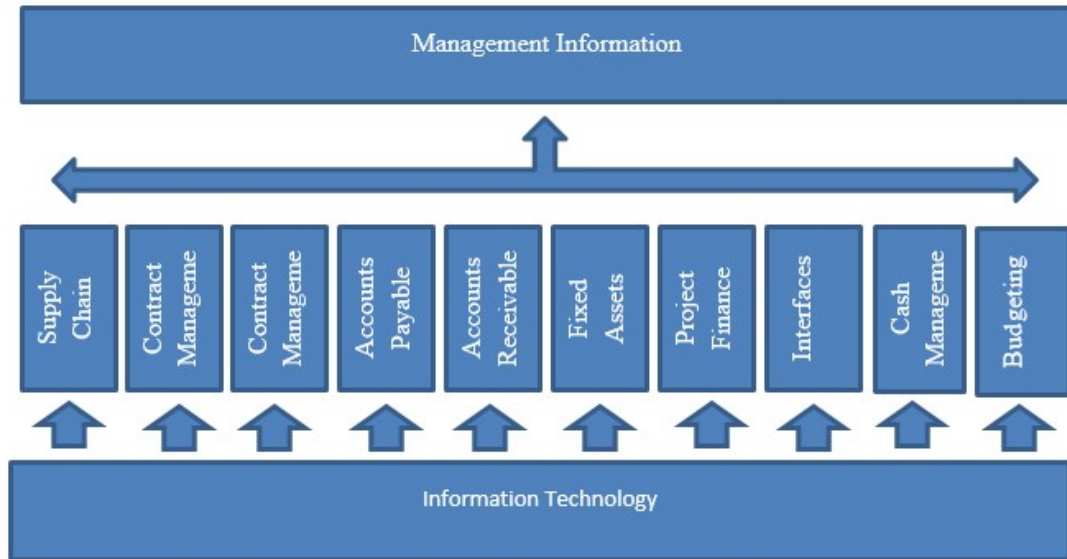 Management Information
Supply
Chain
Contract
Manageme
Contract
Manageme
Accounts
Payable
Accounts
Receivable
Fixed
Assets
Project
Finance
Interfaces
Cash
Manageme
Budgeting
Information Technology